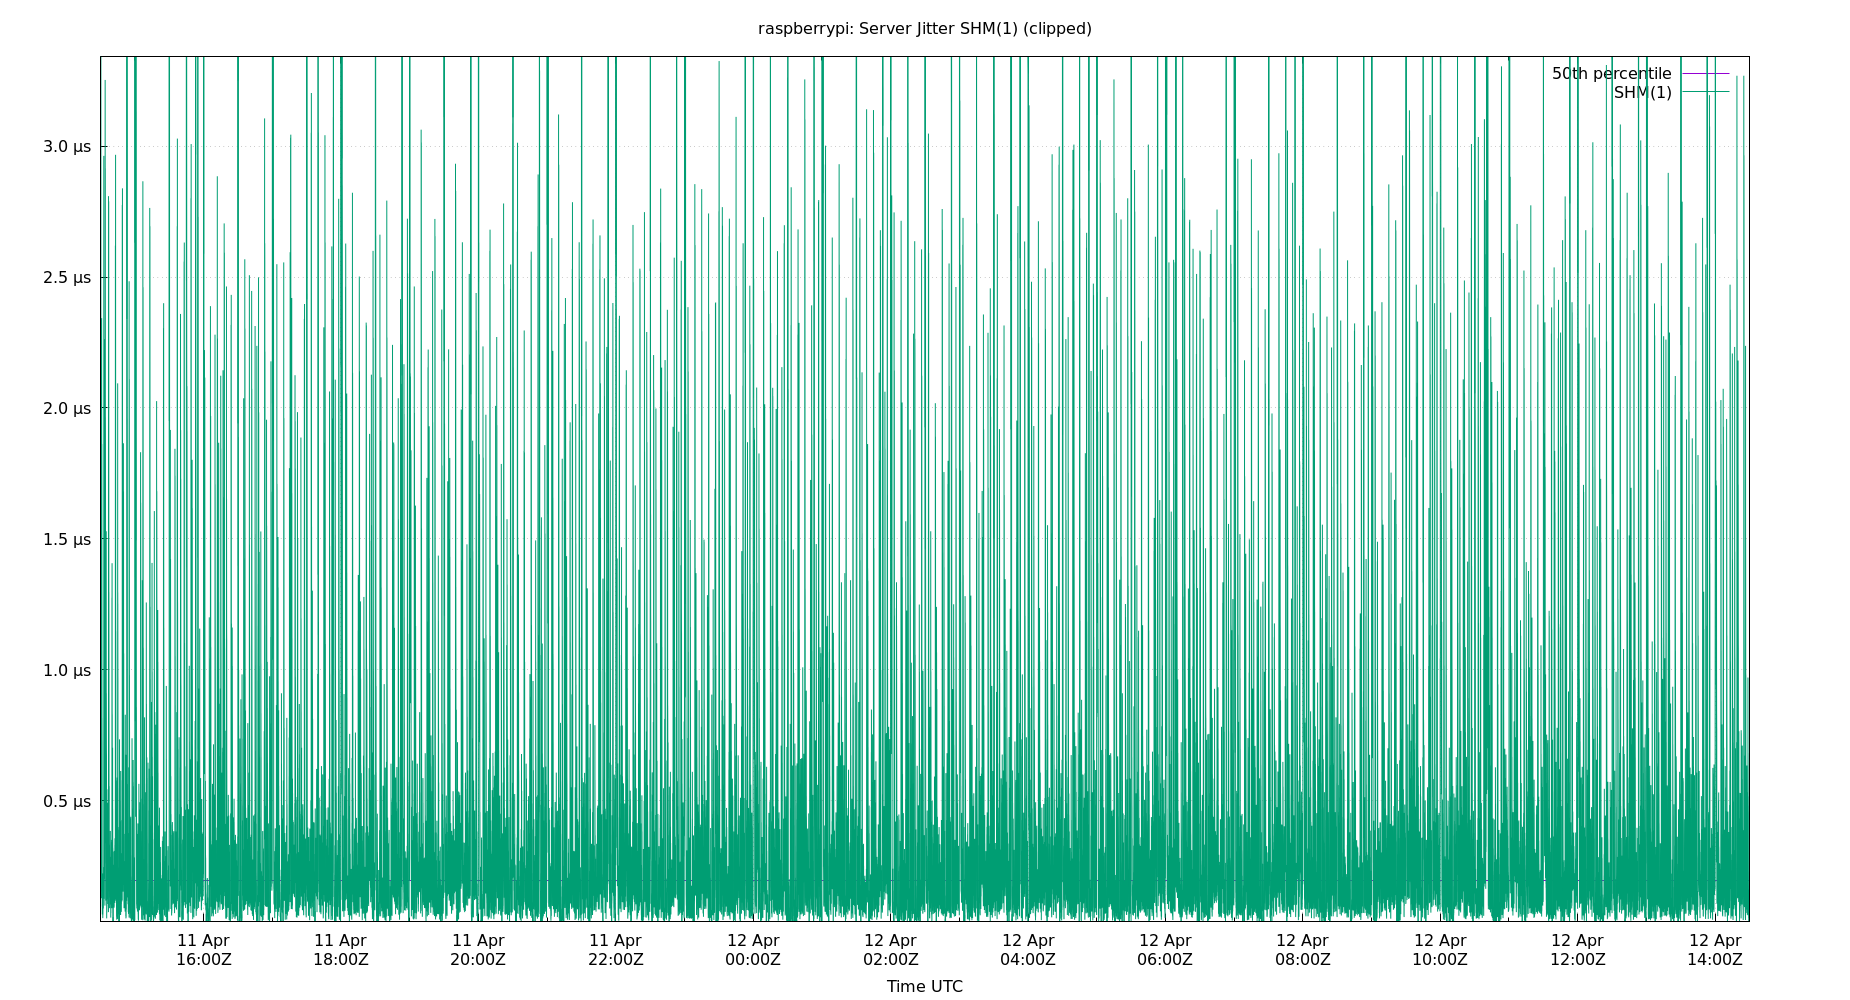 raspberrypi: Server Jitter SHM(1) (clipped)
50th percentile
SHM(1)
3.0 µs
2.5 µs
2.0 µs
1.5 µs
1.0 µs
0.5 µs
11 Apr 11 Apr 11 Apr 11 Apr 12 Apr 12 Apr 12 Apr 12 Apr 12 Apr 12 Apr 12 Apr 12 Apr
16:00Z 18:00Z 20:00Z 22:00Z 00:00Z 02:00Z 04:00Z 06:00Z 08:00Z 10:00Z 12:00Z 14:00Z
Time UTC